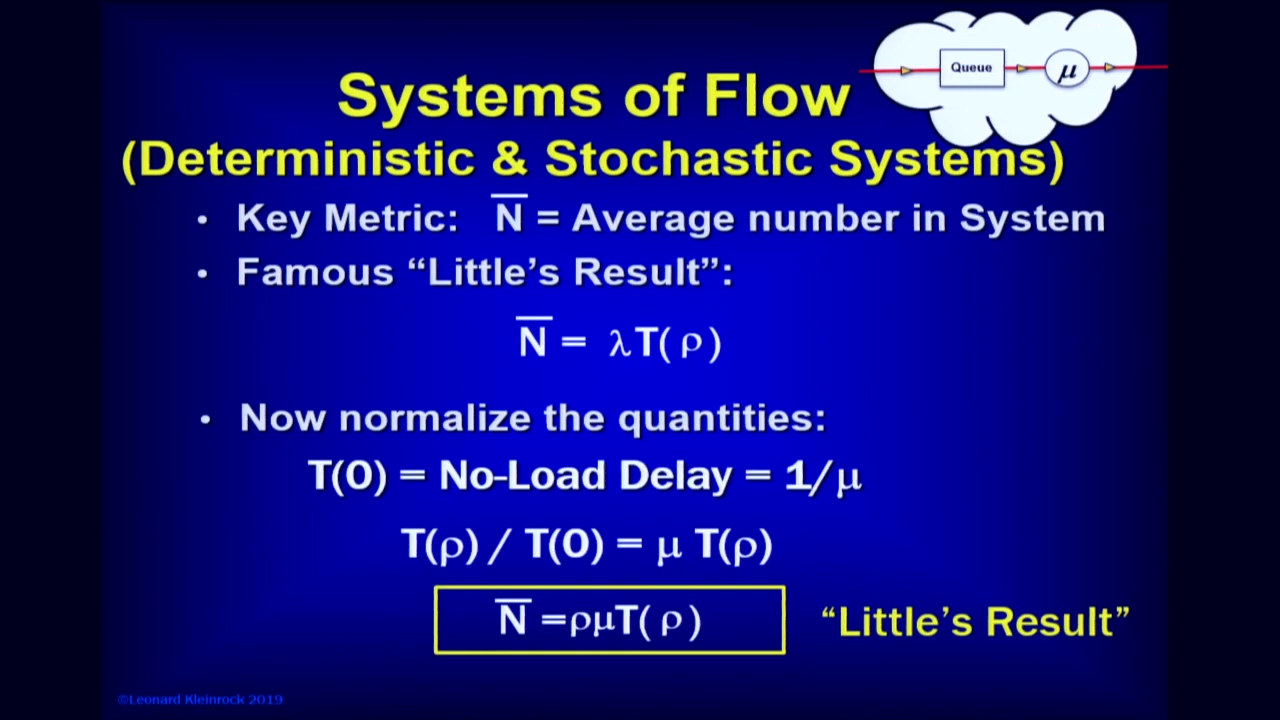 Queue
μ
Systems of Flow
(Deterministic & Stochastic Systems)
• Key Metric: N̅ = Average number in System
• Famous “Little’s Result”:
N̅ = λT( ρ )
• Now normalize the quantities:
T(0) = No-Load Delay = 1/μ
T(ρ) / T(0) = μ T(ρ)
N̅ =ρμT( ρ )
“Little’s Result”
©Leonard Kleinrock 2019